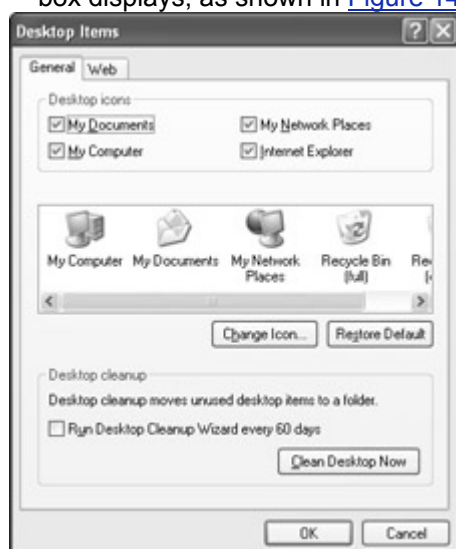 box displays, as shown in Figure 14
Desktop Items
General Web
Desktop icons
My Documents My Network Places
My Computer Internet Explorer
My Computer My Documents My Network Places Recycle Bin (full)
Change Icon... Restore Default
Desktop cleanup
Desktop cleanup moves unused desktop items to a folder.
Run Desktop Cleanup Wizard every 60 days
Clean Desktop Now
OK Cancel